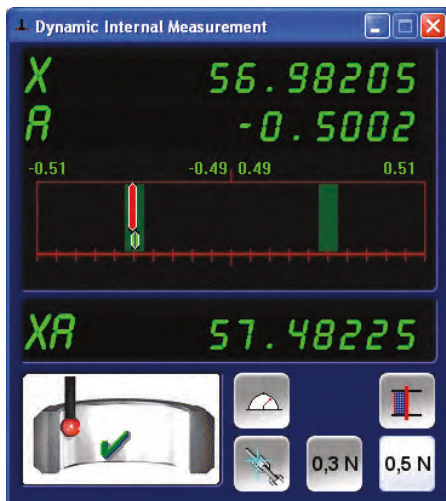 Dynamic Internal Measurement
X 56.98205
A -0.5002
-0.51 -0.49 0.49 0.51
XA 57.48225
0,3 N 0,5 N